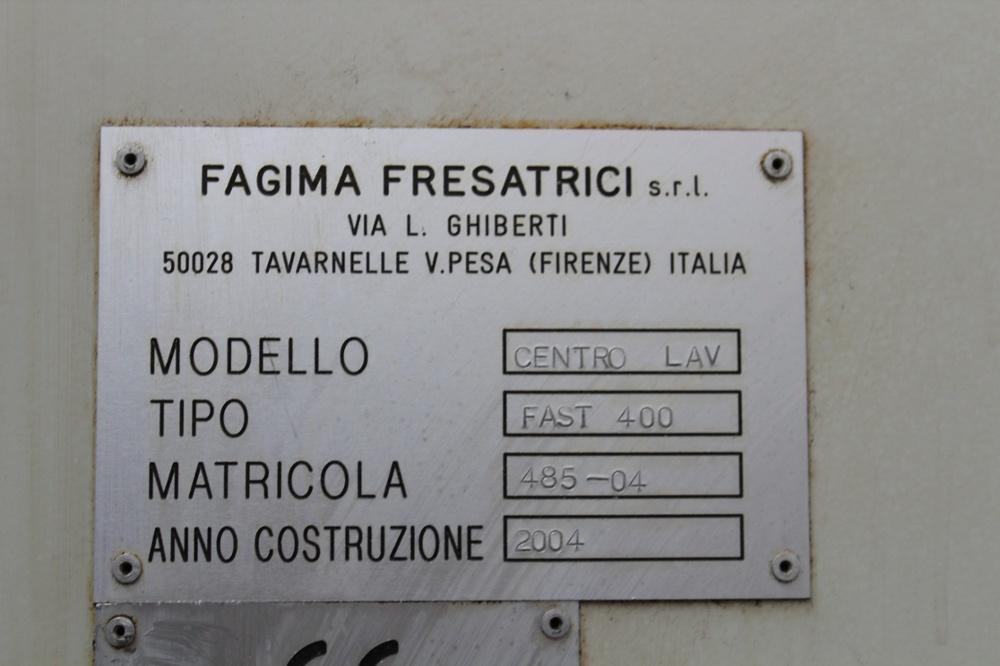 FAGIMA FRESATRICI s.r.l.
VIA L. GHIBERTI
50028 TAVARNELLE V.PESA (FIRENZE) ITALIA
MODELLO CENTRO LAV
TIPO FAST 400
MATRICOLA 485-04
ANNO COSTRUZIONE 2004